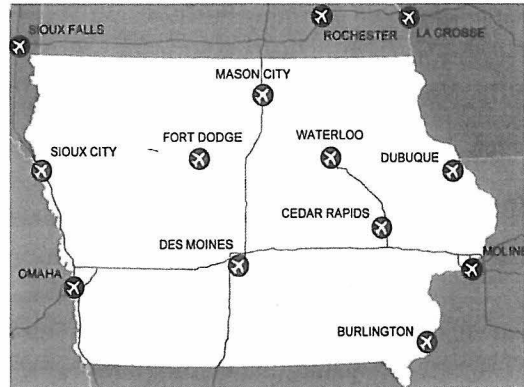 SIOUX FALLS
ROCHESTER
LA CROSSE
MASON CITY
FORT DODGE
WATERLOO
SIOUX CITY
DUBUQUE
CEDAR RAPIDS
DES MOINES
MOLINE
OMAHA
BURLINGTON